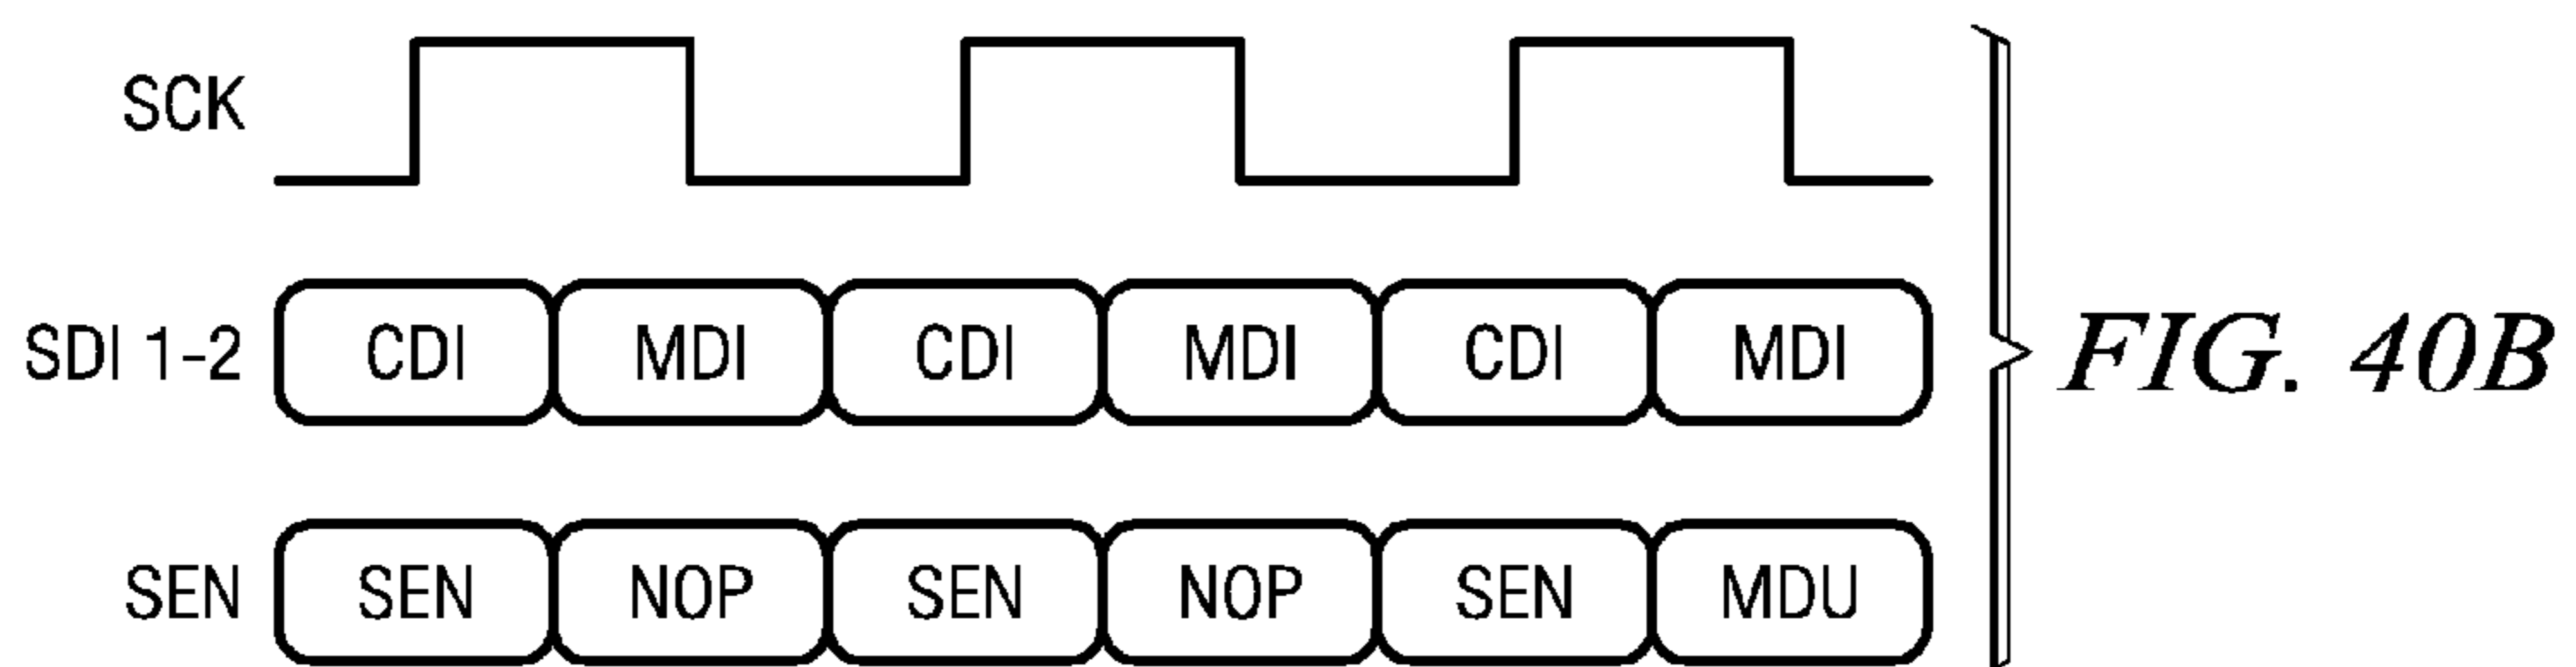 SCK
SDI 1-2 CDI MDI CDI MDI CDI MDI
FIG. 40B
SEN SEN NOP SEN NOP SEN MDU